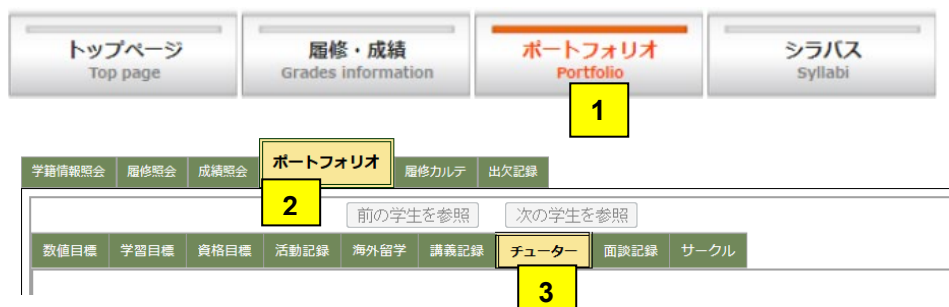 トップページ 履修・成績 ポートフォリオ シラバス
Top page Grades information Portfolio Syllabi
1
学籍情報照会 履修照会 成績照会 ポートフォリオ 履修カルテ 出欠記録
2 前の学生を参照 次の学生を参照
数値目標 学習目標 資格目標 活動記録 海外留学 講義記録 チューター 面談記録 サークル
3